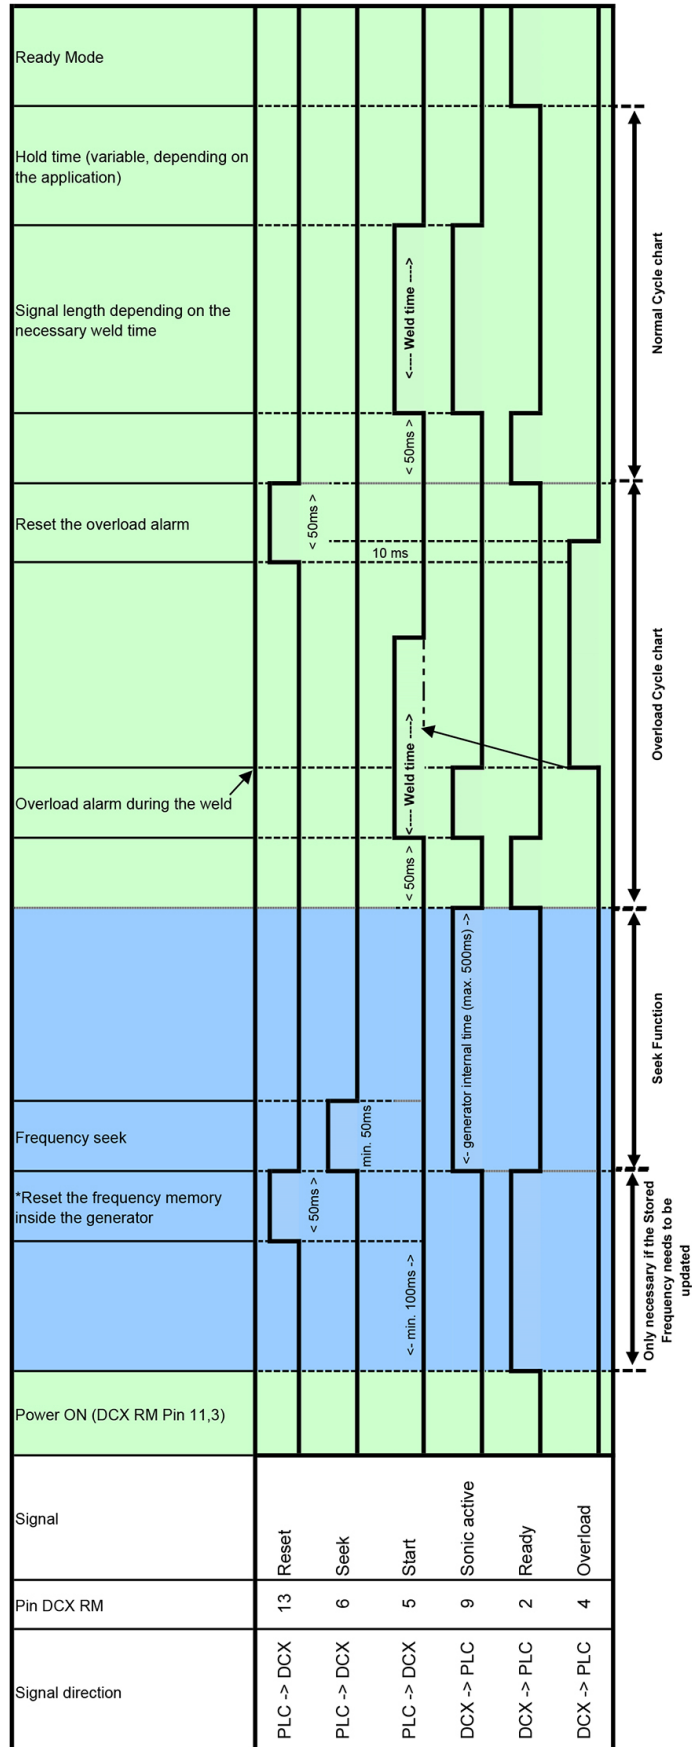 Ready Mode
Hold time (variable, depending on
the application)
Signal length depending on the
necessary weld time
<---- Weld time ---->
Normal Cycle chart
< 50ms >
Reset the overload alarm
< 50ms >
10 ms
Overload Cycle chart
<---- Weld time ---->
Overload alarm during the weld
< 50ms >
<- generator internal time (max. 500ms) ->
Seek Function
Frequency seek
min. 50ms
*Reset the frequency memory
inside the generator
< 50ms >
<- min. 100ms ->
Only necessary if the Stored
Frequency needs to be
updated
Power ON (DCX RM Pin 11,3)
Signal
Reset
Seek
Start
Sonic active
Ready
Overload
Pin DCX RM
13
6
5
9
2
4
Signal direction
PLC -> DCX
PLC -> DCX
PLC -> DCX
DCX -> PLC
DCX -> PLC
DCX -> PLC